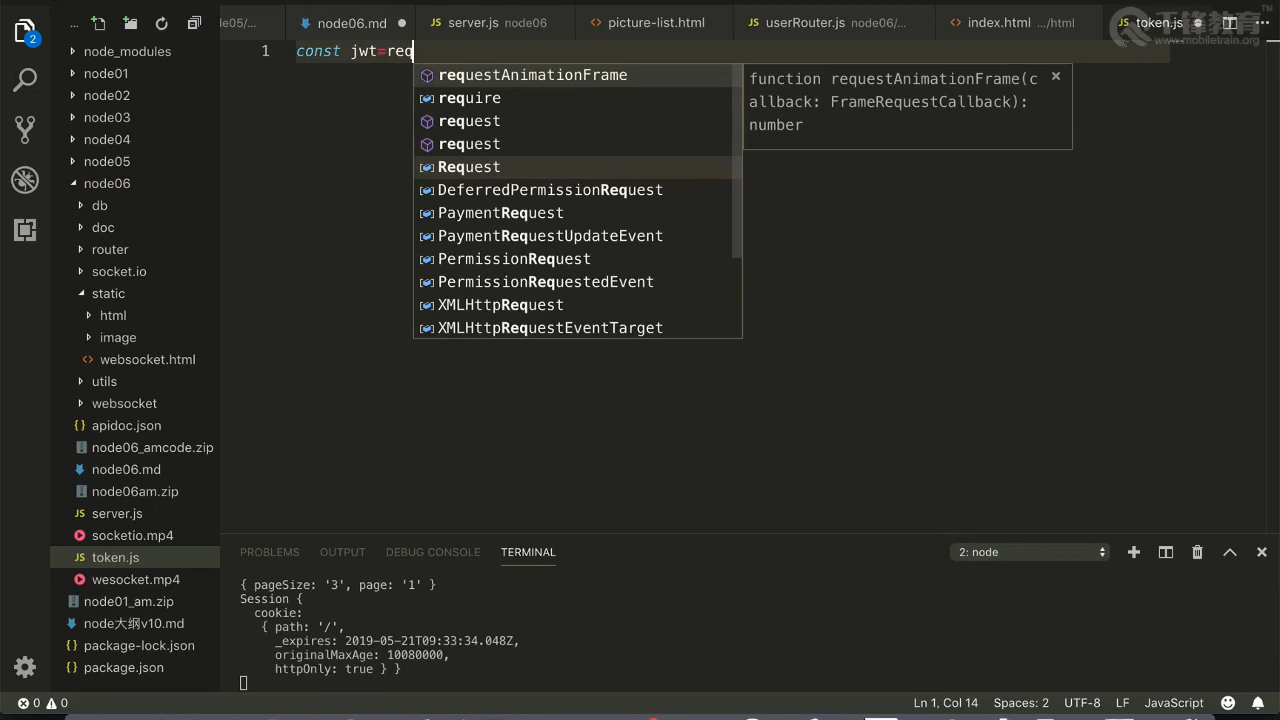 ...
node05/...
node06.md
JS server.js node06
<> picture-list.html
JS userRouter.js node06/...
<> index.html .../html
JS token.js
千锋教育
www.mobiletrain.org
2
node_modules
node01
node02
node03
node04
node05
node06
db
doc
router
socket.io
static
html
image
<> websocket.html
utils
websocket
{} apidoc.json
node06_amcode.zip
node06.md
node06am.zip
JS server.js
socketio.mp4
JS token.js
wesocket.mp4
node01_am.zip
node大纲v10.md
{} package-lock.json
{} package.json
1 const jwt=req
requestAnimationFrame
require
request
request
Request
DeferredPermissionRequest
PaymentRequest
PaymentRequestUpdateEvent
PermissionRequest
PermissionRequestedEvent
XMLHttpRequest
XMLHttpRequestEventTarget
function requestAnimationFrame(c
allback: FrameRequestCallback):
number
PROBLEMS OUTPUT DEBUG CONSOLE TERMINAL
2: node
{ pageSize: '3', page: '1' }
Session {
cookie:
{ path: '/',
_expires: 2019-05-21T09:33:34.048Z,
originalMaxAge: 10080000,
httpOnly: true } }
0 0
Ln 1, Col 14 Spaces: 2 UTF-8 LF JavaScript